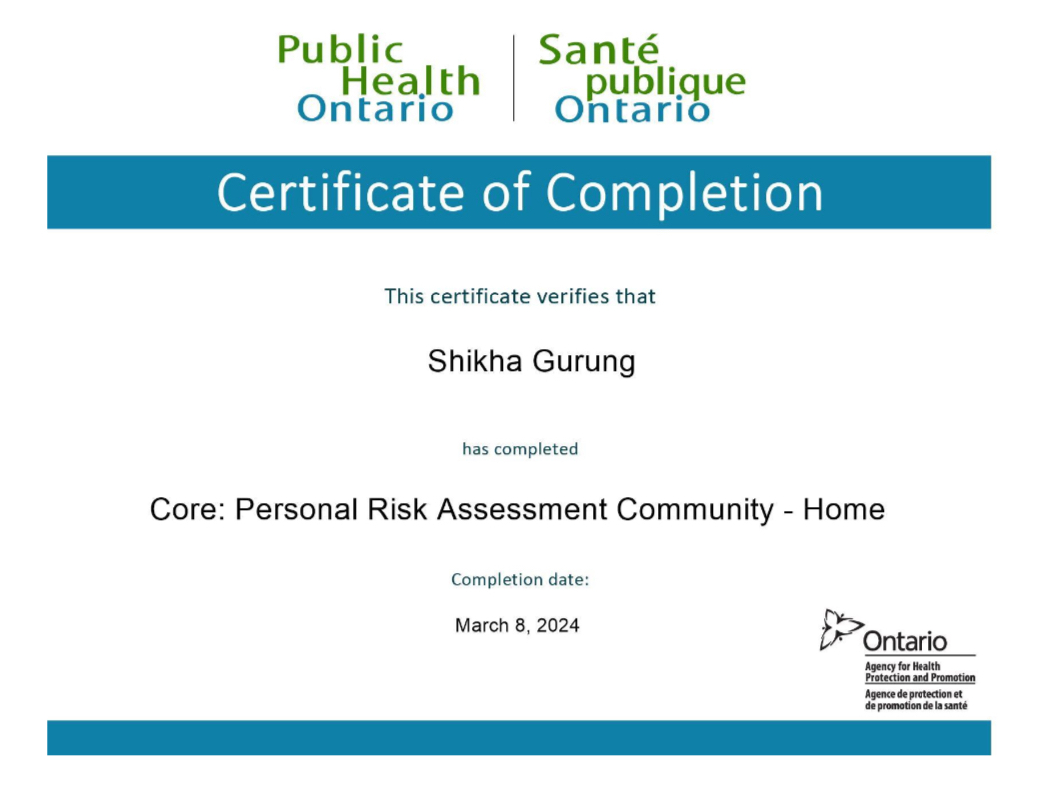 Public
Health
Ontario
Santé
publique
Ontario
Certificate of Completion
This certificate verifies that
Shikha Gurung
has completed
Core: Personal Risk Assessment Community - Home
Completion date:
March 8, 2024
Ontario
Agency for Health
Protection and Promotion
Agence de protection et
de promotion de la santé